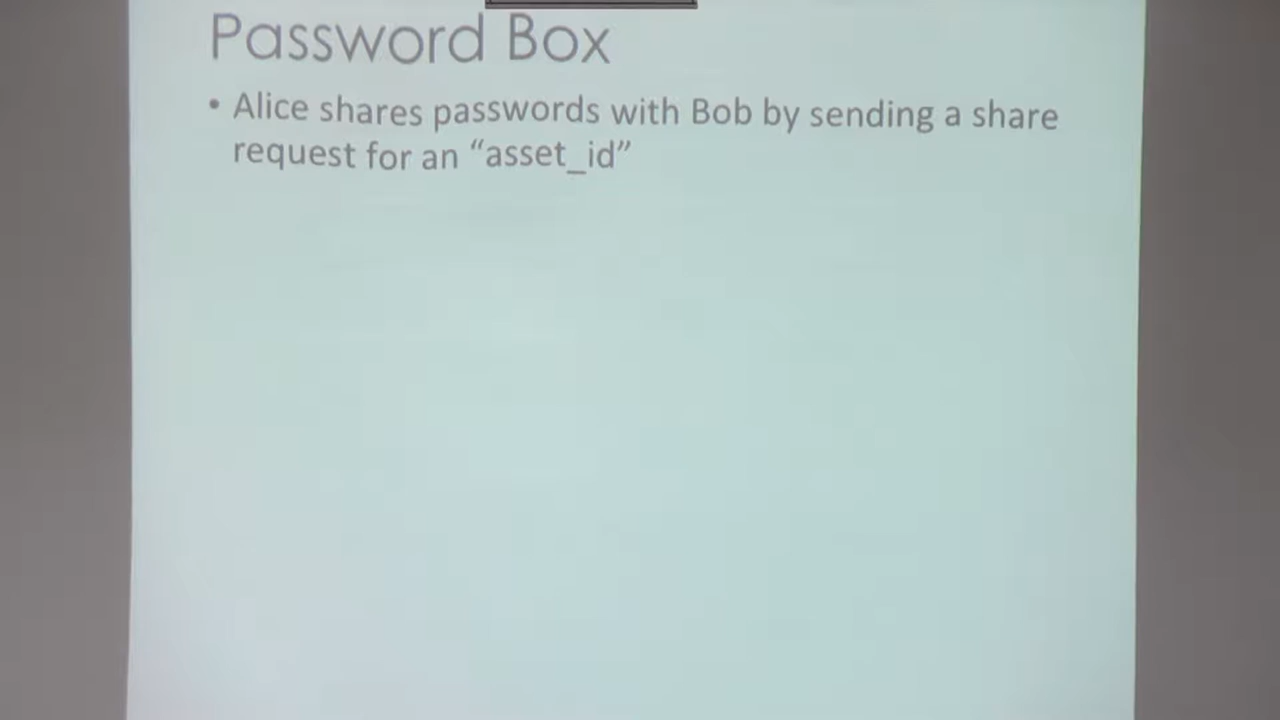 Password Box
• Alice shares passwords with Bob by sending a share
request for an “asset_id”